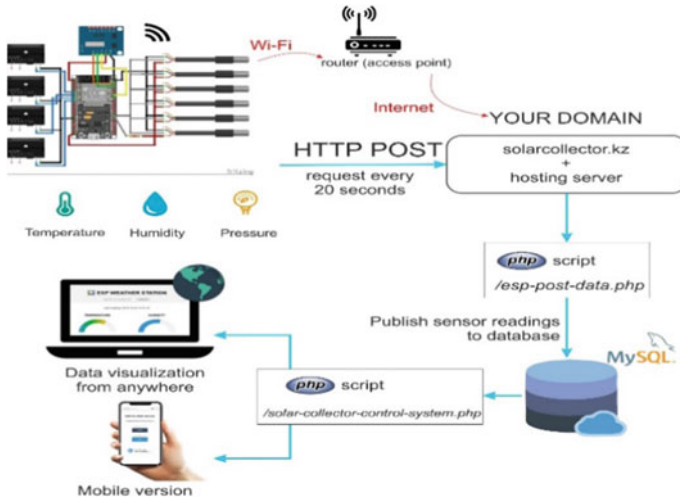 Wi-Fi
router (access point)
Internet
YOUR DOMAIN
HTTP POST
request every
20 seconds
solarcollector.kz
+
hosting server
Temperature
Humidity
Pressure
php script
/esp-post-data.php
Publish sensor readings
to database
MySQL
ESP WEATHER STATION
php script
/solar-collector-control-system.php
Data visualization
from anywhere
Mobile version